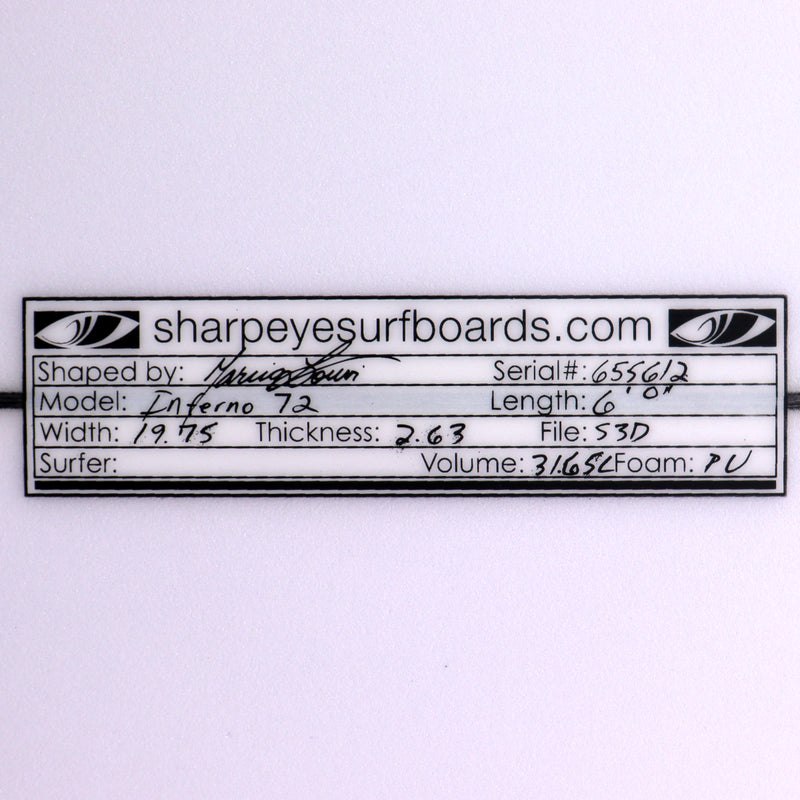 sharpeyesurfboards.com
Shaped by: Serial#: 655612
Model: Inferno 72 Length: 6'0"
Width: 19.75 Thickness: 2.63 File: S3D
Surfer: Volume: 31.65L Foam: PU